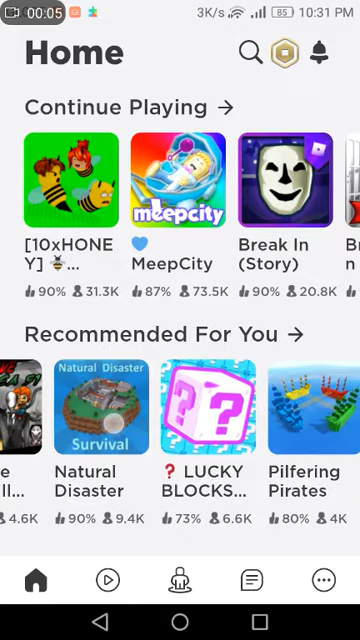 00:05
3K/s 85 10:31 PM
Home
Continue Playing →
meepcity
[10xHONE
Y] 🐝...
💙
MeepCity
Break In
(Story)
Br
n
90% 31.3K
87% 73.5K
90% 20.8K
Recommended For You →
Natural Disaster
Survival
? ?
e
ll...
Natural
Disaster
❓ LUCKY
BLOCKS...
Pilfering
Pirates
4.6K
90% 9.4K
73% 6.6K
80% 4K